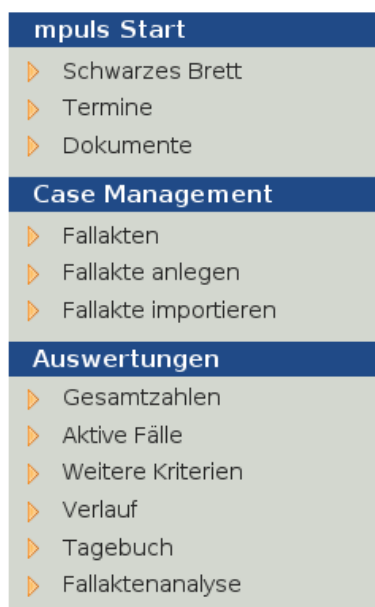 mpuls Start
Schwarzes Brett
Termine
Dokumente
Case Management
Fallakten
Fallakte anlegen
Fallakte importieren
Auswertungen
Gesamtzahlen
Aktive Fälle
Weitere Kriterien
Verlauf
Tagebuch
Fallaktenanalyse